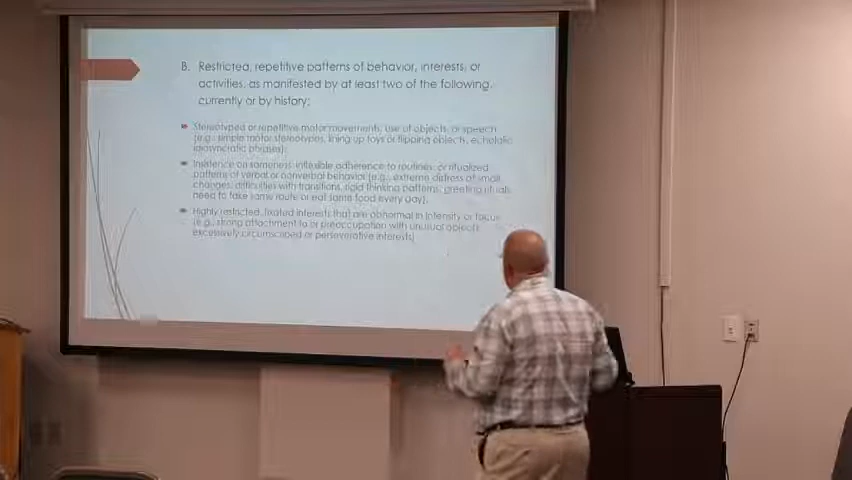 B. Restricted, repetitive patterns of behavior, interests, or
activities, as manifested by at least two of the following,
currently or by history:
Stereotyped or repetitive motor movements, use of objects, or speech
(e.g., simple motor stereotypes, lining up toys or flipping objects, echolalia,
idiosyncratic phrases).
Insistence on sameness, inflexible adherence to routines, or ritualized
patterns of verbal or nonverbal behavior (e.g., extreme distress at small
changes, difficulties with transitions, rigid thinking patterns, greeting rituals,
need to take same route or eat same food every day).
Highly restricted, fixated interests that are abnormal in intensity or focus
(e.g., strong attachment to or preoccupation with unusual objects,
excessively circumscribed or perseverative interests)